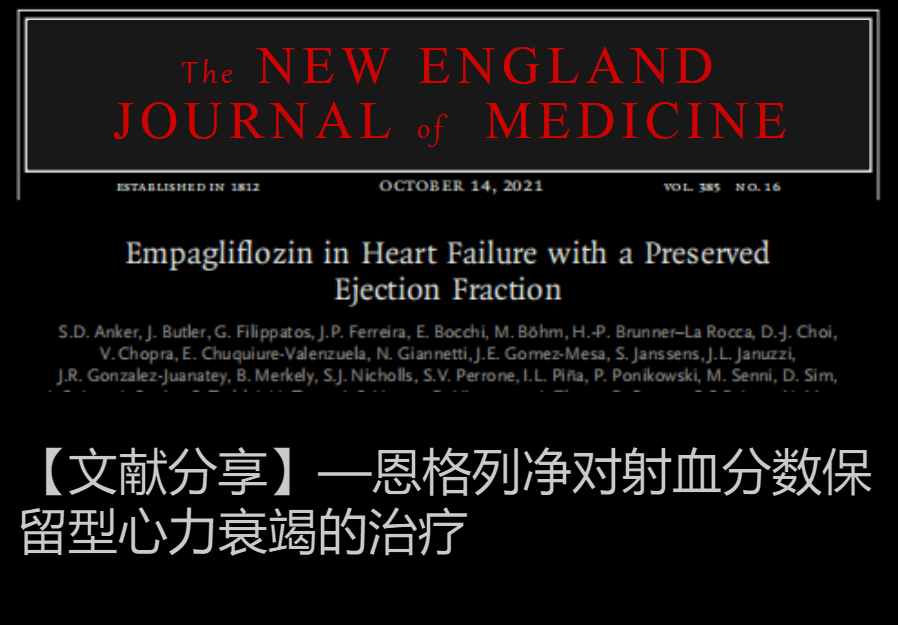 The NEW ENGLAND
JOURNAL of MEDICINE
ESTABLISHED IN 1812 OCTOBER 14, 2021 VOL. 385 NO. 16
Empagliflozin in Heart Failure with a Preserved
Ejection Fraction
S.D. Anker, J. Butler, G. Filippatos, J.P. Ferreira, E. Bocchi, M. Böhm, H.-P. Brunner–La Rocca, D.-J. Choi,
V. Chopra, E. Chuquiure-Valenzuela, N. Giannetti, J.E. Gomez-Mesa, S. Janssens, J.L. Januzzi,
J.R. Gonzalez-Juanatey, B. Merkely, S.J. Nicholls, S.V. Perrone, I.L. Piña, P. Ponikowski, M. Senni, D. Sim,
【文献分享】—恩格列净对射血分数保
留型心力衰竭的治疗